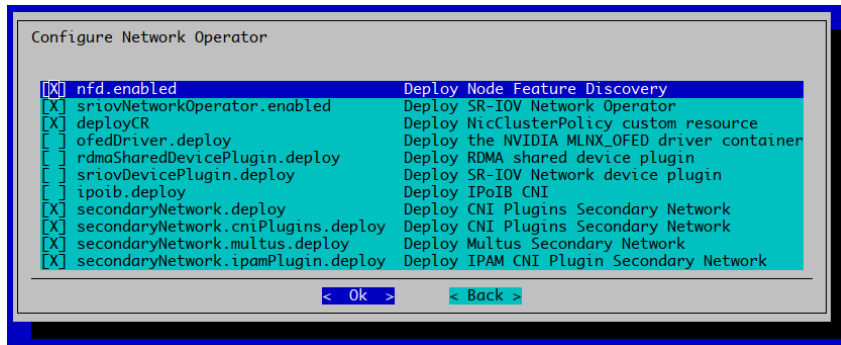 Configure Network Operator
[X] nfd.enabled Deploy Node Feature Discovery
[X] sriovNetworkOperator.enabled Deploy SR-IOV Network Operator
[X] deployCR Deploy NicClusterPolicy custom resource
[ ] ofedDriver.deploy Deploy the NVIDIA MLNX_OFED driver container
[ ] rdmaSharedDevicePlugin.deploy Deploy RDMA shared device plugin
[ ] sriovDevicePlugin.deploy Deploy SR-IOV Network device plugin
[ ] ipoib.deploy Deploy IPoIB CNI
[X] secondaryNetwork.deploy Deploy CNI Plugins Secondary Network
[X] secondaryNetwork.cniPlugins.deploy Deploy CNI Plugins Secondary Network
[X] secondaryNetwork.multus.deploy Deploy Multus Secondary Network
[X] secondaryNetwork.ipamPlugin.deploy Deploy IPAM CNI Plugin Secondary Network
< Ok > < Back >